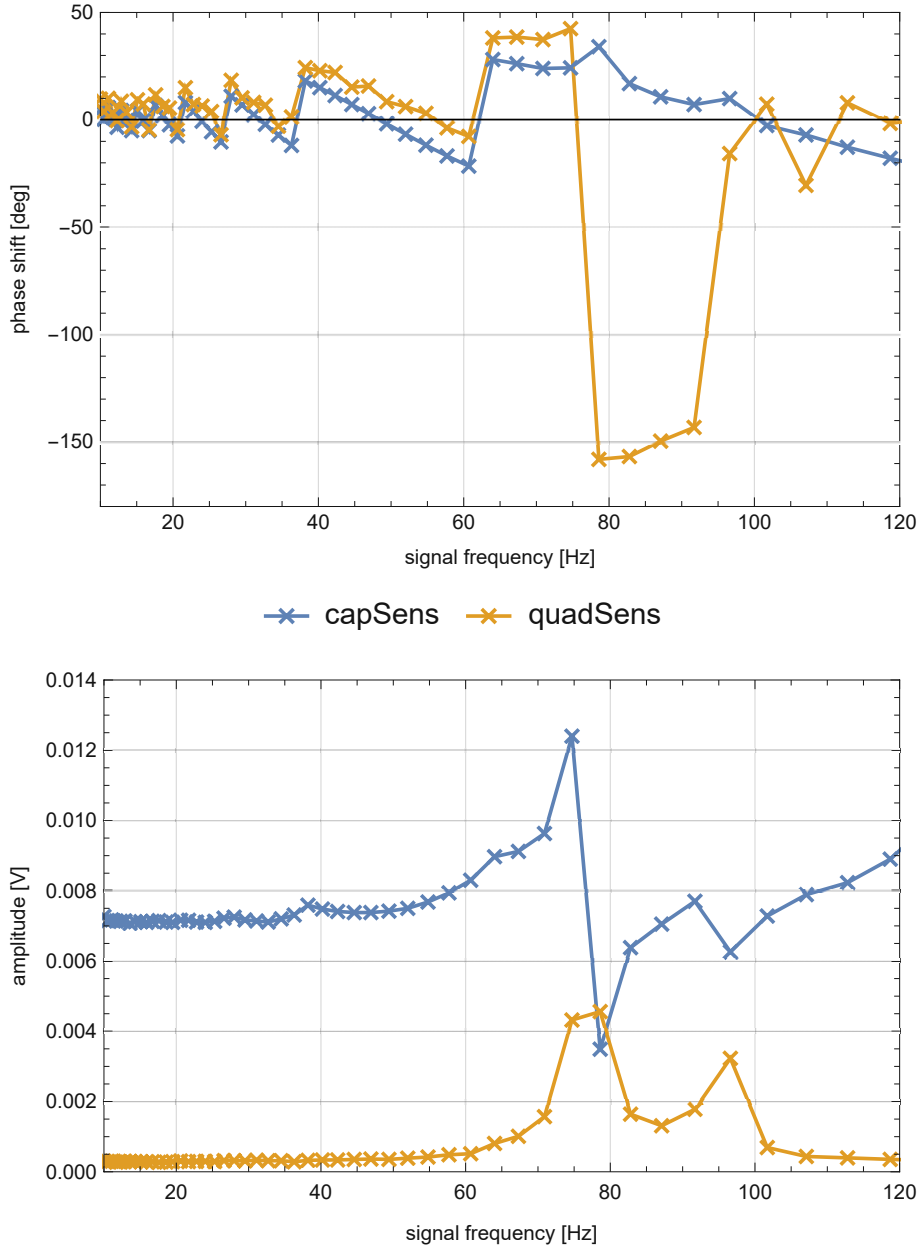 50
0
−50
−100
−150
phase shift [deg]
20 40 60 80 100 120
signal frequency [Hz]
capSens quadSens
0.014
0.012
0.010
0.008
0.006
0.004
0.002
0.000
amplitude [V]
20 40 60 80 100 120
signal frequency [Hz]